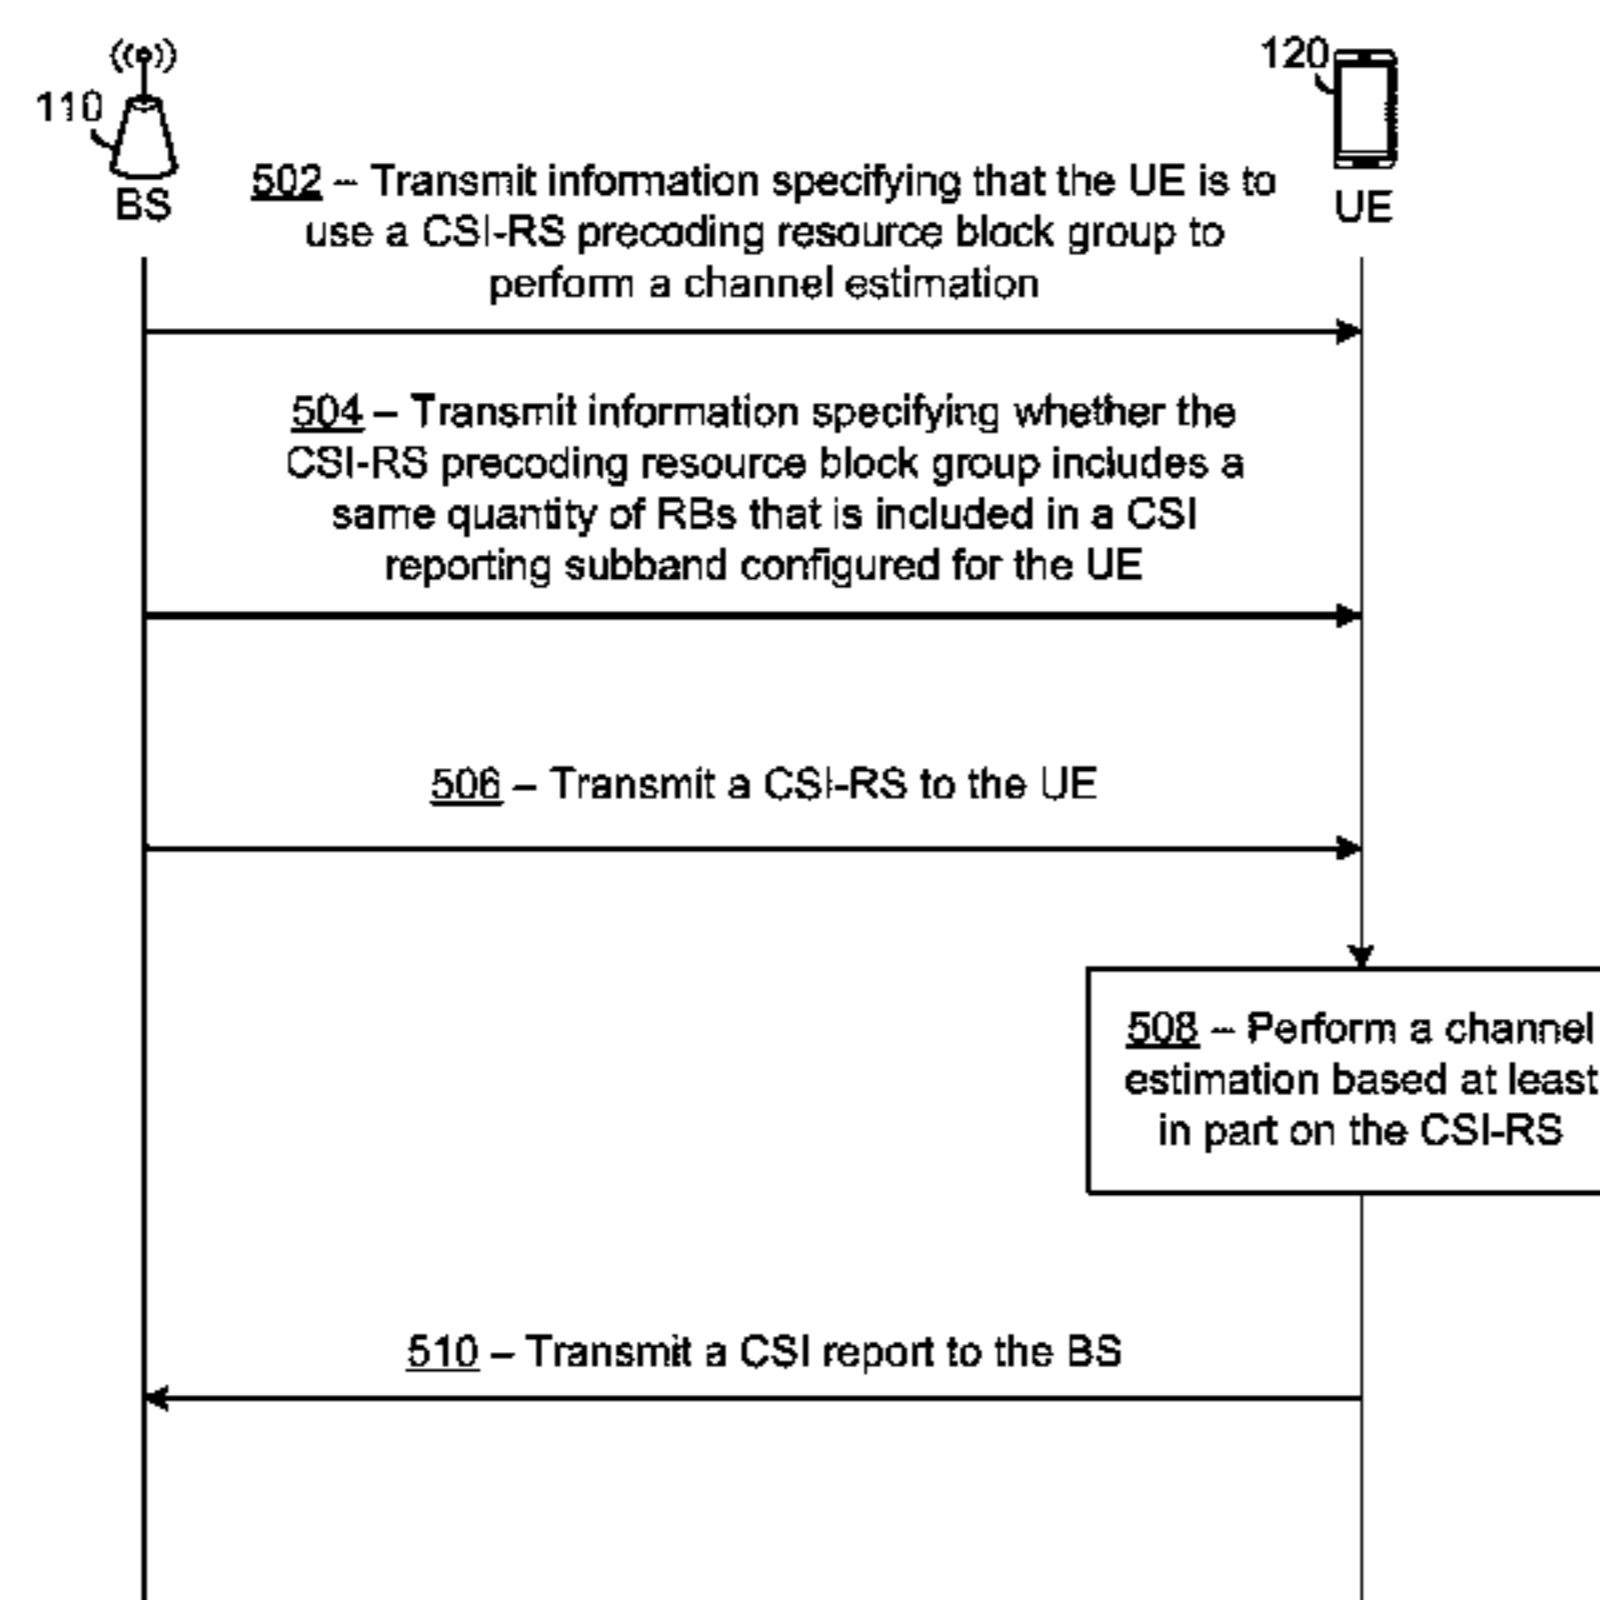 110
BS
120
UE
502 – Transmit information specifying that the UE is to
use a CSI-RS precoding resource block group to
perform a channel estimation
504 – Transmit information specifying whether the
CSI-RS precoding resource block group includes a
same quantity of RBs that is included in a CSI
reporting subband configured for the UE
506 – Transmit a CSI-RS to the UE
508 – Perform a channel
estimation based at least
in part on the CSI-RS
510 – Transmit a CSI report to the BS